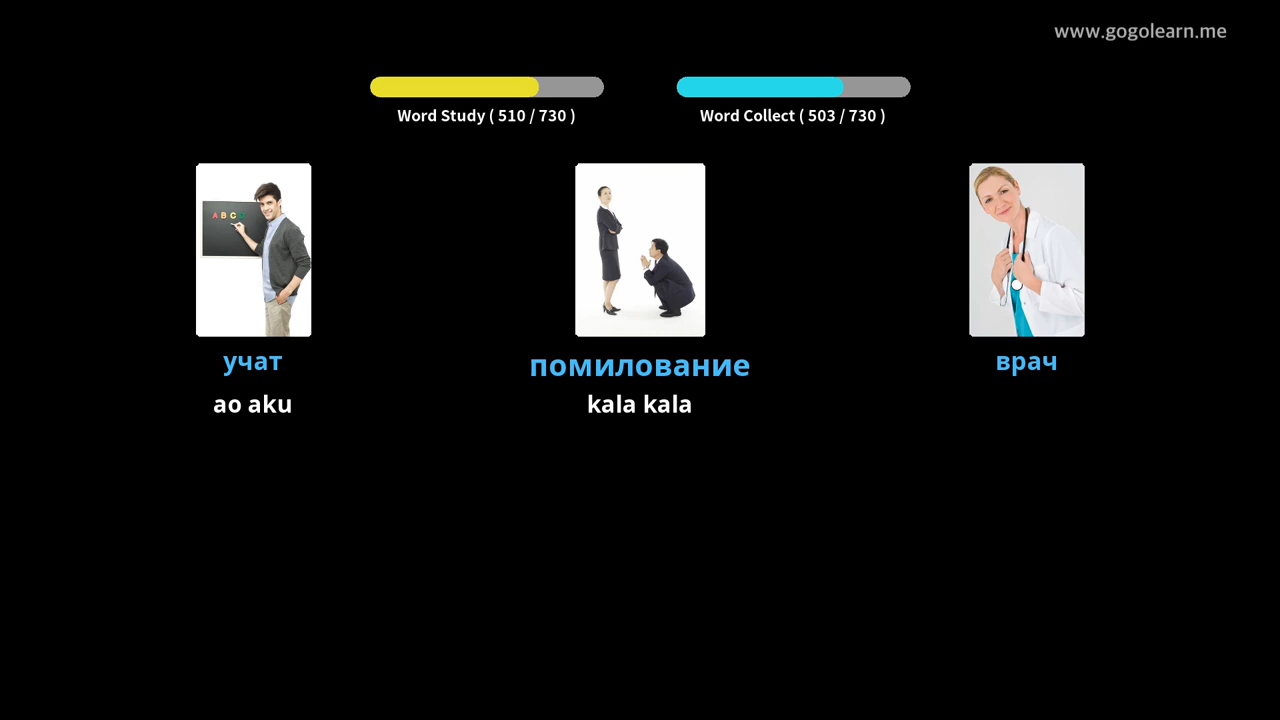 www.gogolearn.me
Word Study ( 510 / 730 )
Word Collect ( 503 / 730 )
A B C D
учат
помилование
врач
ao aku
kala kala